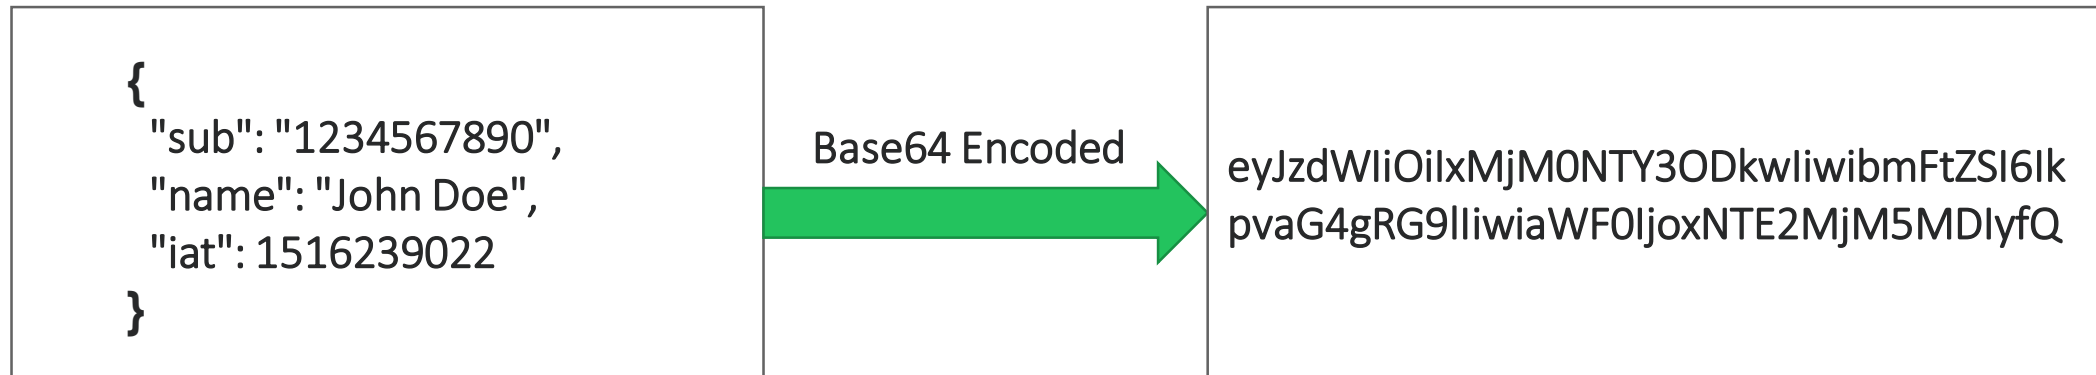 {
"sub": "1234567890",
"name": "John Doe",
"iat": 1516239022
}
Base64 Encoded
eyJzdWIiOiIxMjM0NTY3ODkwIiwibmFtZSI6Ik
pvaG4gRG9lIiwiaWF0IjoxNTE2MjM5MDIyfQ